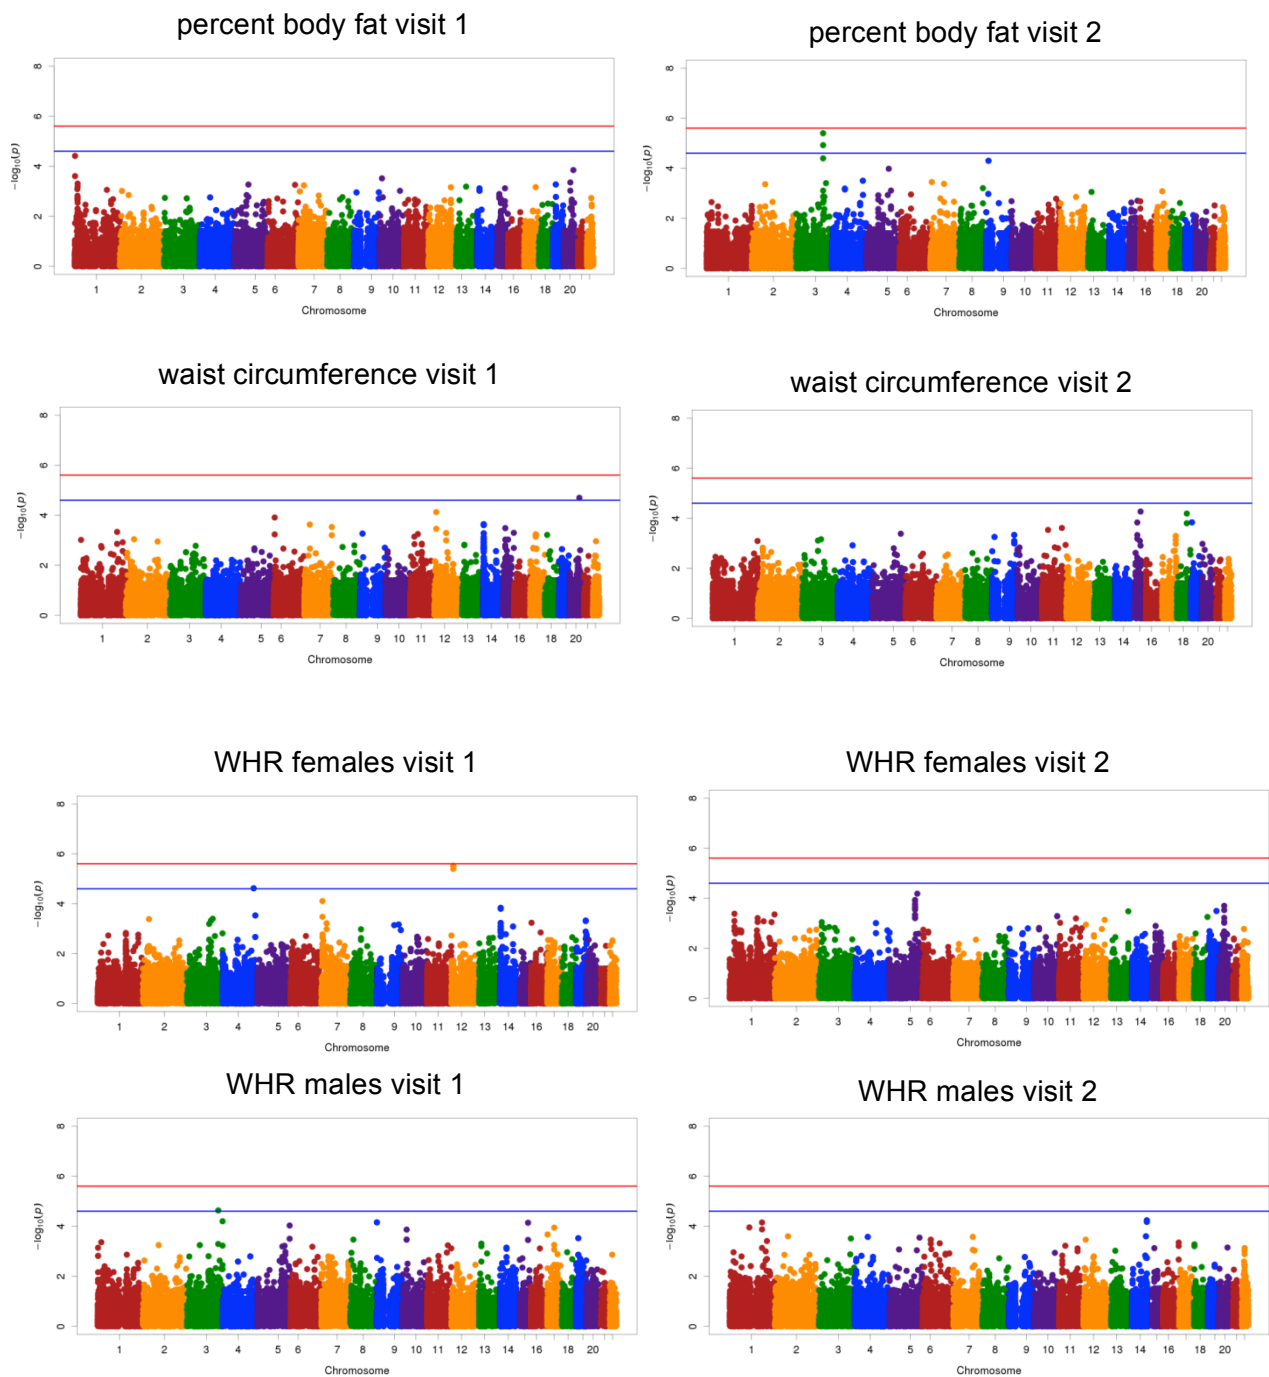 percent body fat visit 1
percent body fat visit 2
8
6
4
2
0
−log10(p)
1 2 3 4 5 6 7 8 9 10 11 12 13 14 16 18 20
Chromosome
8
6
4
2
0
−log10(p)
1 2 3 4 5 6 7 8 9 10 11 12 13 14 16 18 20
Chromosome
waist circumference visit 1
waist circumference visit 2
8
6
4
2
0
−log10(p)
1 2 3 4 5 6 7 8 9 10 11 12 13 14 16 18 20
Chromosome
8
6
4
2
0
−log10(p)
1 2 3 4 5 6 7 8 9 10 11 12 13 14 16 18 20
Chromosome
WHR females visit 1
WHR females visit 2
8
6
4
2
0
−log10(p)
1 2 3 4 5 6 7 8 9 10 11 12 13 14 16 18 20
Chromosome
8
6
4
2
0
−log10(p)
1 2 3 4 5 6 7 8 9 10 11 12 13 14 16 18 20
Chromosome
WHR males visit 1
WHR males visit 2
8
6
4
2
0
−log10(p)
1 2 3 4 5 6 7 8 9 10 11 12 13 14 16 18 20
Chromosome
8
6
4
2
0
−log10(p)
1 2 3 4 5 6 7 8 9 10 11 12 13 14 16 18 20
Chromosome